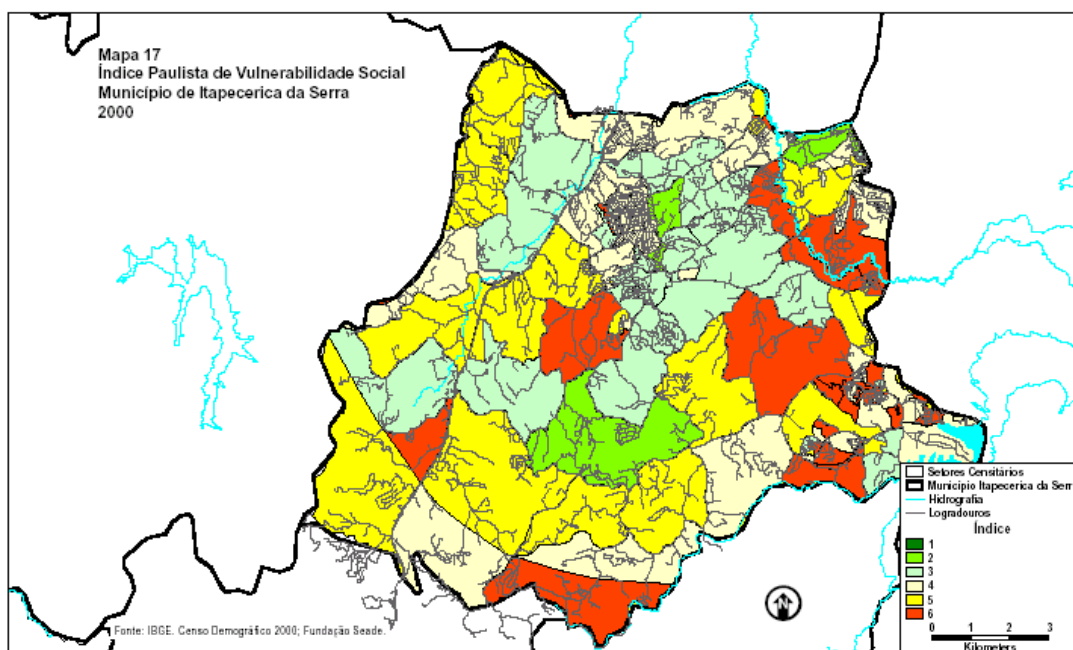 Mapa 17
Índice Paulista de Vulnerabilidade Social
Município de Itapecerica da Serra
2000
Setores Censitários
Município Itapecerica da Serr
Hidrografia
Logradouros
Índice
1
2
3
4
5
6
0 1 2 3
Kilometers
N
Fonte: IBGE. Censo Demográfico 2000; Fundação Seade.